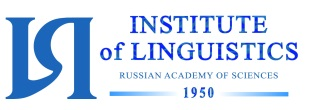 INSTITUTE
of LINGUISTICS
RUSSIAN ACADEMY OF SCIENCES
1950